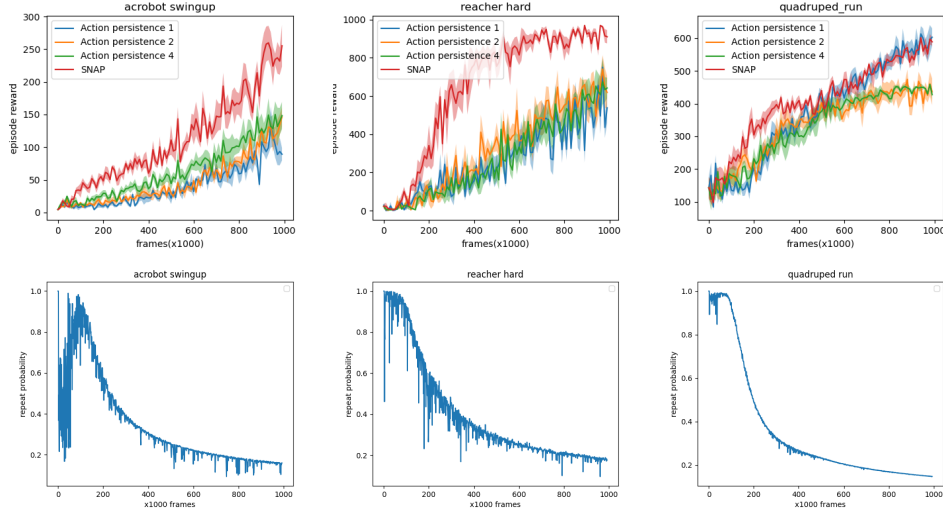 acrobot swingup
300
250
200
150
100
50
0
episode reward
Action persistence 1
Action persistence 2
Action persistence 4
SNAP
0 200 400 600 800 1000
frames(x1000)
reacher hard
1000
800
600
400
200
0
episode reward
Action persistence 1
Action persistence 2
Action persistence 4
SNAP
0 200 400 600 800 1000
frames(x1000)
quadruped_run
600
500
400
300
200
100
episode reward
Action persistence 1
Action persistence 2
Action persistence 4
SNAP
0 200 400 600 800 1000
frames(x1000)
acrobot swingup
1.0
0.8
0.6
0.4
0.2
repeat probability
0 200 400 600 800 1000
x1000 frames
reacher hard
1.0
0.8
0.6
0.4
0.2
repeat probability
0 200 400 600 800 1000
x1000 frames
quadruped run
1.0
0.8
0.6
0.4
0.2
repeat probability
0 200 400 600 800 1000
x1000 frames